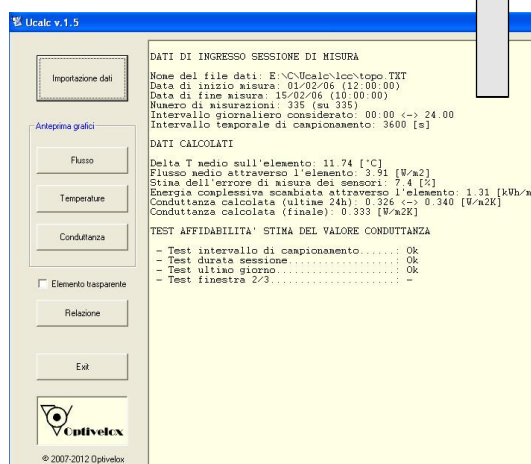 Ucalc v.1.5
Importazione dati
Anteprima grafici
Flusso
Temperature
Conduttanza
Elemento trasparente
Relazione
Exit
Optivelox
© 2007-2012 Optivelox
DATI DI INGRESSO SESSIONE DI MISURA
Nome del file dati: E:\C\Ucalc\lcc\topo.TXT
Data di inizio misura: 01/02/06 (12:00:00)
Data di fine misura: 15/02/06 (10:00:00)
Numero di misurazioni: 335 (su 335)
Intervallo giornaliero considerato: 00:00 <-> 24.00
Intervallo temporale di campionamento: 3600 [s]
DATI CALCOLATI
Delta T medio sull'elemento: 11.74 [°C]
Flusso medio attraverso l'elemento: 3.91 [W/m2]
Stima dell'errore di misura dei sensori: 7.4 [%]
Energia complessiva scambiata attraverso l'elemento: 1.31 [kWh/m
Conduttanza calcolata (ultime 24h): 0.326 <-> 0.340 [W/m2K]
Conduttanza calcolata (finale): 0.333 [W/m2K]
TEST AFFIDABILITA' STIMA DEL VALORE CONDUTTANZA
- Test intervallo di campionamento......: Ok
- Test durata sessione..................: Ok
- Test ultimo giorno....................: Ok
- Test finestra 2/3.....................: -